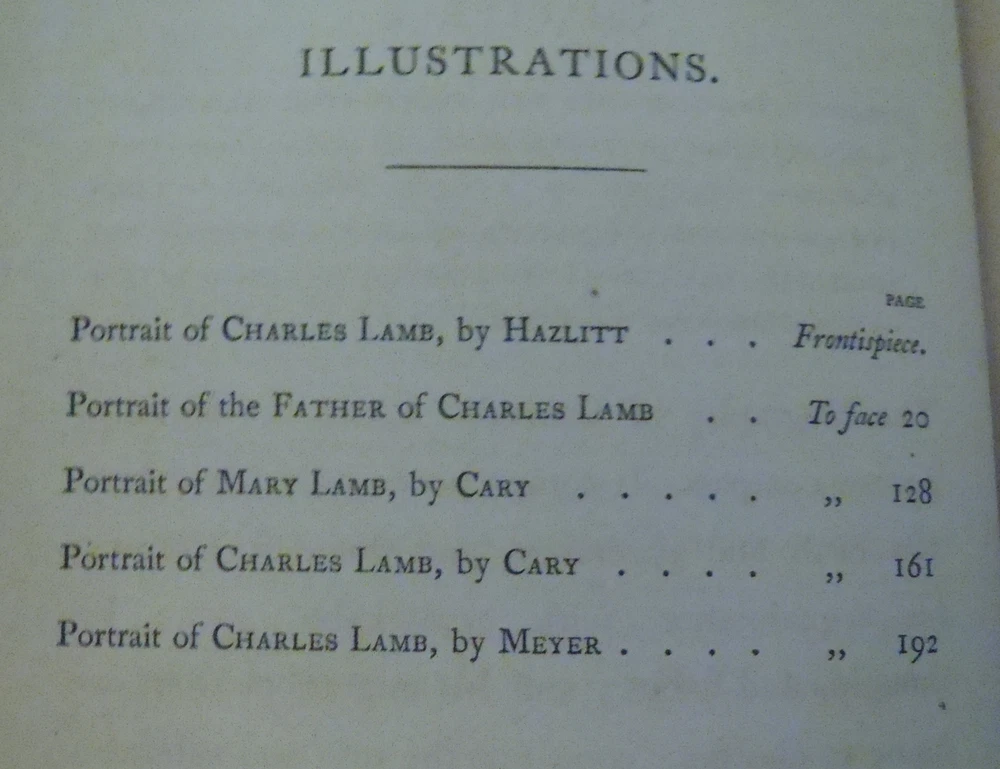 ILLUSTRATIONS.
PAGE
Portrait of CHARLES LAMB, by HAZLITT . . . Frontispiece.
Portrait of the FATHER of CHARLES LAMB . . To face 20
Portrait of MARY LAMB, by CARY . . . . . „ 128
Portrait of CHARLES LAMB, by CARY . . . . „ 161
Portrait of CHARLES LAMB, by MEYER . . . . „ 192